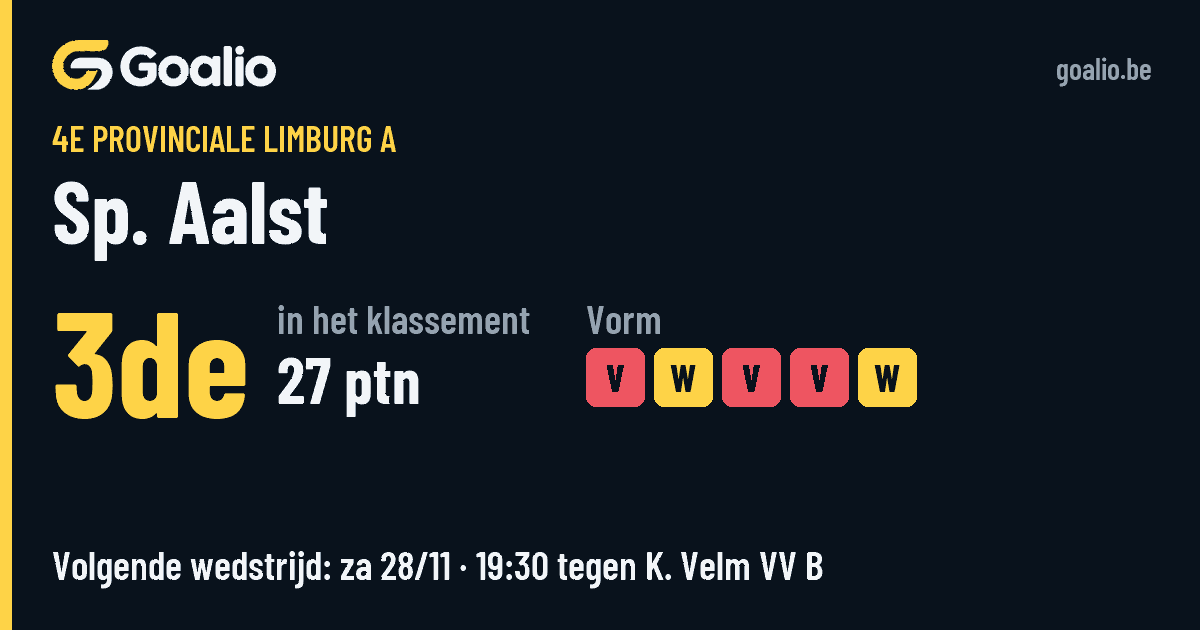 Goalio
goalio.be
4E PROVINCIALE LIMBURG A
Sp. Aalst
3de
in het klassement
27 ptn
Vorm
V W V V W
Volgende wedstrijd: za 28/11 · 19:30 tegen K. Velm VV B